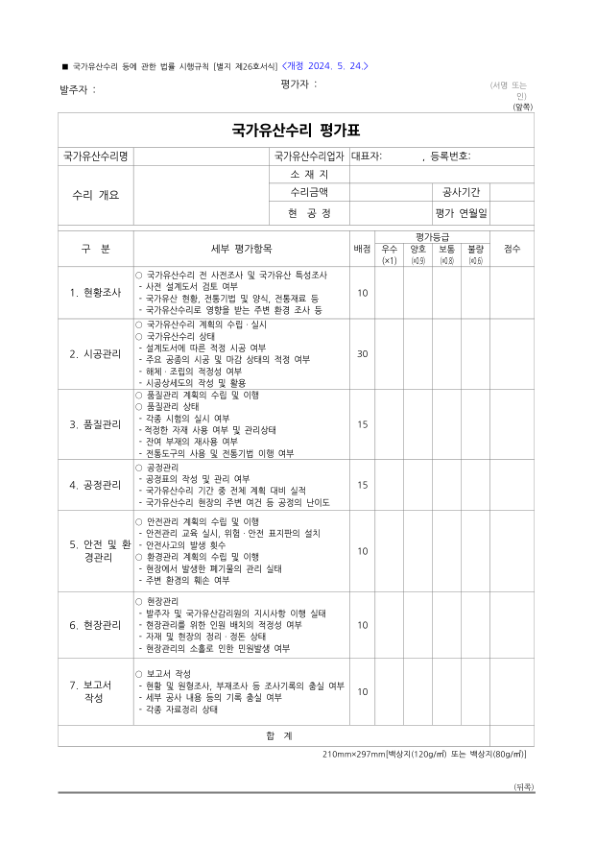 ■ 국가유산수리 등에 관한 법률 시행규칙 [별지 제26호서식] <개정 2024. 5. 24.>
발주자 :
평가자 :
(서명 또는
인)
(앞쪽)
국가유산수리 평가표
국가유산수리명
국가유산수리업자
대표자: , 등록번호:
수리 개요
소 재 지
수리금액
공사기간
현 공 정
평가 연월일
구 분
세부 평가항목
배점
평가등급
점수
우수
(×1)
양호
(×0.9)
보통
(×0.8)
불량
(×0.6)
1. 현황조사
○ 국가유산수리 전 사전조사 및 국가유산 특성조사
- 사전 설계도서 검토 여부
- 국가유산 현황, 전통기법 및 양식, 전통재료 등
- 국가유산수리로 영향을 받는 주변 환경 조사 등
10
2. 시공관리
○ 국가유산수리 계획의 수립ㆍ실시
○ 국가유산수리 상태
- 설계도서에 따른 적정 시공 여부
- 주요 공종의 시공 및 마감 상태의 적정 여부
- 해체ㆍ조립의 적정성 여부
- 시공상세도의 작성 및 활용
30
3. 품질관리
○ 품질관리 계획의 수립 및 이행
○ 품질관리 상태
- 각종 시험의 실시 여부
-적정한 자재 사용 여부 및 관리상태
- 잔여 부재의 재사용 여부
- 전통도구의 사용 및 전통기법 이행 여부
15
4. 공정관리
○ 공정관리
- 공정표의 작성 및 관리 여부
- 국가유산수리 기간 중 전체 계획 대비 실적
- 국가유산수리 현장의 주변 여건 등 공정의 난이도
15
5. 안전 및 환
경관리
○ 안전관리 계획의 수립 및 이행
- 안전관리 교육 실시, 위험ㆍ안전 표지판의 설치
- 안전사고의 발생 횟수
○ 환경관리 계획의 수립 및 이행
- 현장에서 발생한 폐기물의 관리 실태
- 주변 환경의 훼손 여부
10
6. 현장관리
○ 현장관리
- 발주자 및 국가유산감리원의 지시사항 이행 실태
- 현장관리를 위한 인원 배치의 적정성 여부
- 자재 및 현장의 정리ㆍ정돈 상태
- 현장관리의 소홀로 인한 민원발생 여부
10
7. 보고서
작성
○ 보고서 작성
- 현황 및 원형조사, 부재조사 등 조사기록의 충실 여부
- 세부 공사 내용 등의 기록 충실 여부
- 각종 자료정리 상태
10
합 계
210mm×297mm[백상지(120g/㎡) 또는 백상지(80g/㎡)]
(뒤쪽)